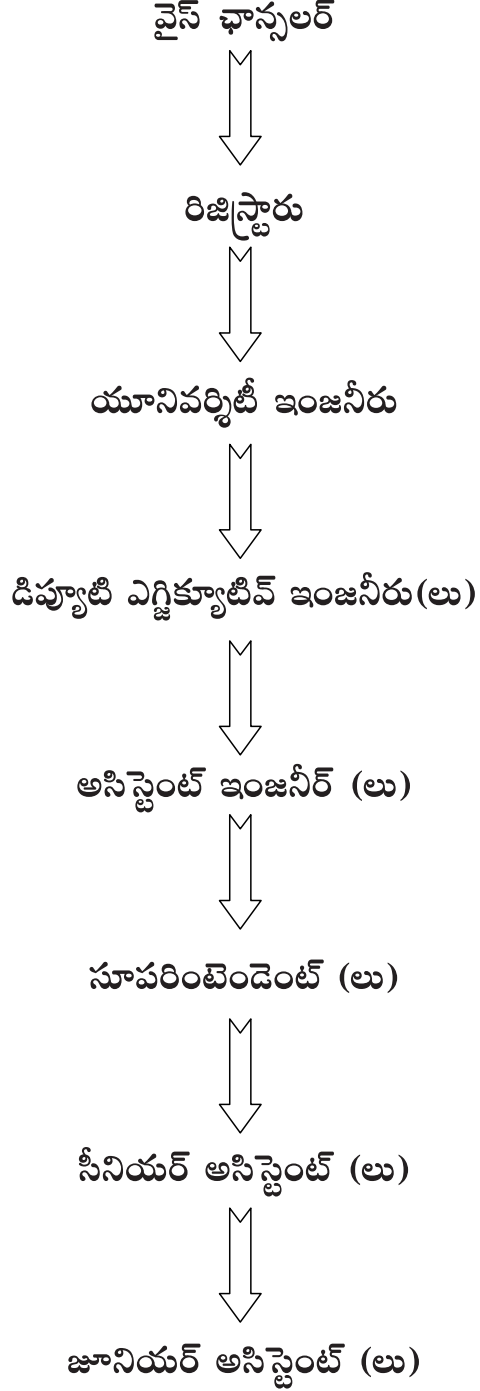 వైస్ ఛాన్సలర్
రిజిస్ట్రారు
యూనివర్శిటీ ఇంజనీరు
డిప్యూటి ఎగ్జిక్యూటివ్ ఇంజనీరు(లు)
అసిస్టెంట్ ఇంజనీర్ (లు)
సూపరింటెండెంట్ (లు)
సీనియర్ అసిస్టెంట్ (లు)
జూనియర్ అసిస్టెంట్ (లు)